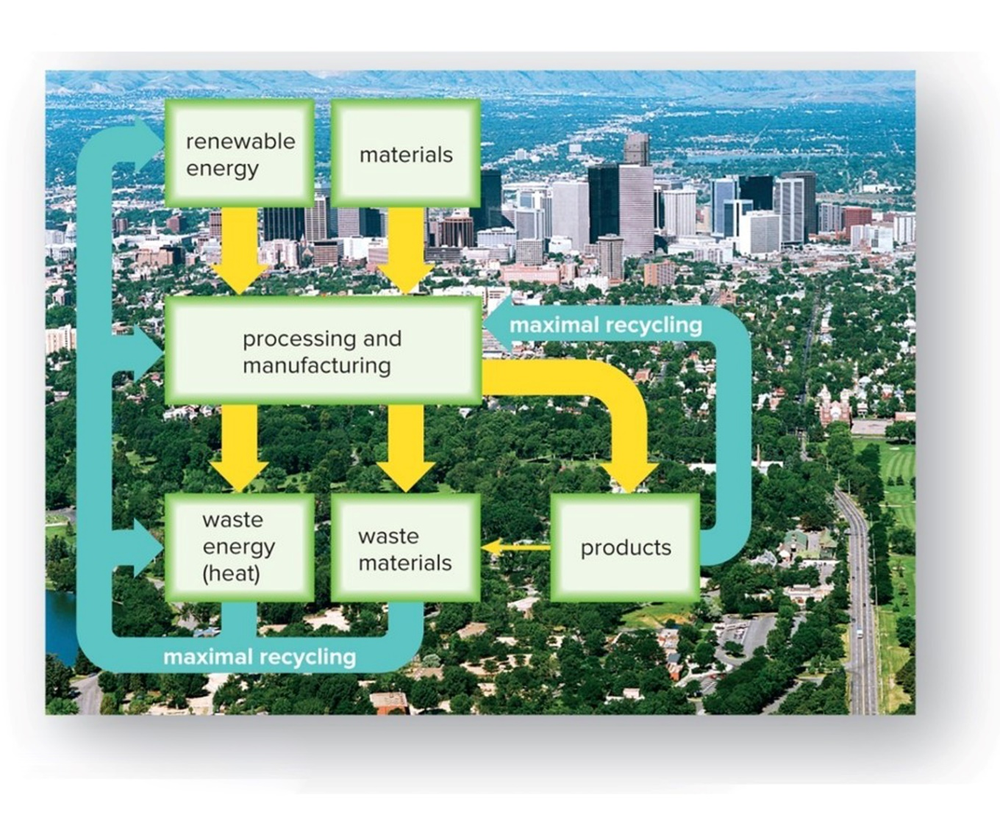 renewable
energy
materials
processing and
manufacturing
maximal recycling
waste
energy
(heat)
waste
materials
products
maximal recycling